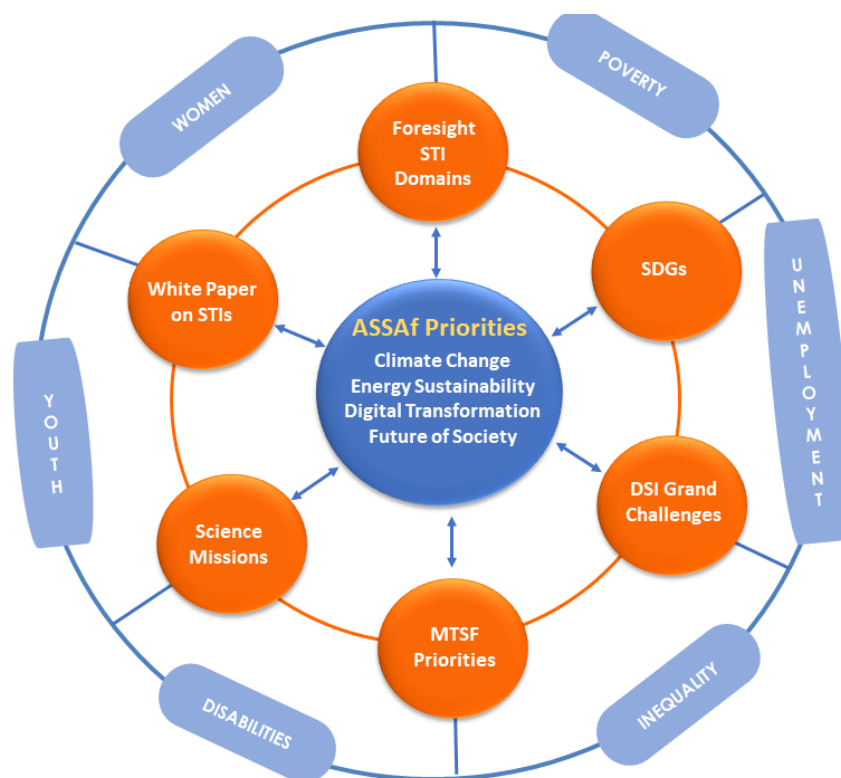 WOMEN
POVERTY
Foresight
STI
Domains
SDGs
White Paper
on STIs
ASSAf Priorities
Climate Change
Energy Sustainability
Digital Transformation
Future of Society
UNEMPLOYMENT
YOUTH
Science
Missions
DSI Grand
Challenges
MTSF
Priorities
DISABILITIES
INEQUALITY